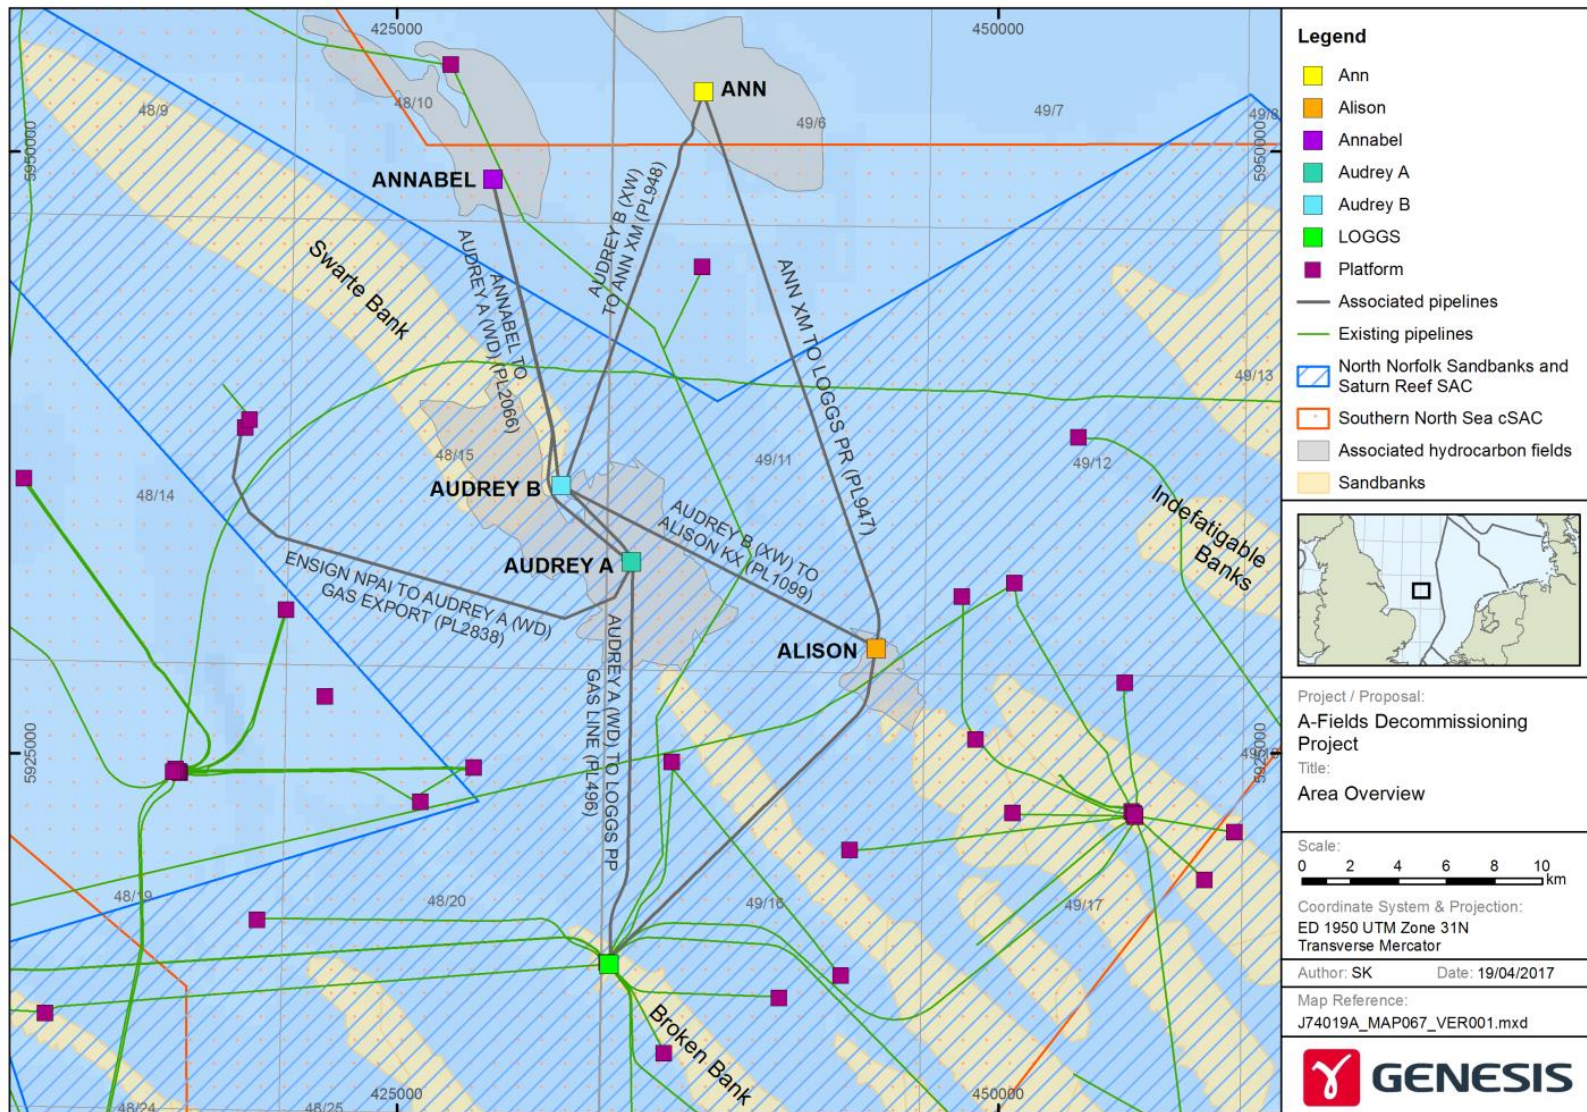 425000
450000
48/9
48/10
49/6
49/7
49/8
ANN
5950000
5950000
ANNABEL
AUDREY B (XW)
TO ANN XM (PL948)
ANNABEL TO
AUDREY A (WD) (PL2066)
ANN XM TO LOGGS PR (PL947)
Swarte Bank
49/13
48/14
48/15
49/11
49/12
AUDREY B
AUDREY B (XW) TO
ALISON KX (PL1099)
Indefatigable
Banks
AUDREY A
ENSIGN NPAI TO AUDREY A (WD)
GAS EXPORT (PL2838)
ALISON
AUDREY A (WD) TO LOGGS PP
GAS LINE (PL496)
5925000
5925000
48/19
48/20
49/16
49/17
Broken Bank
48/24
48/25
425000
450000
Legend
Ann
Alison
Annabel
Audrey A
Audrey B
LOGGS
Platform
Associated pipelines
Existing pipelines
North Norfolk Sandbanks and
Saturn Reef SAC
Southern North Sea cSAC
Associated hydrocarbon fields
Sandbanks
Project / Proposal:
A-Fields Decommissioning
Project
Title:
Area Overview
Scale:
0 2 4 6 8 10
km
Coordinate System & Projection:
ED 1950 UTM Zone 31N
Transverse Mercator
Author: SK Date: 19/04/2017
Map Reference:
J74019A_MAP067_VER001.mxd
GENESIS